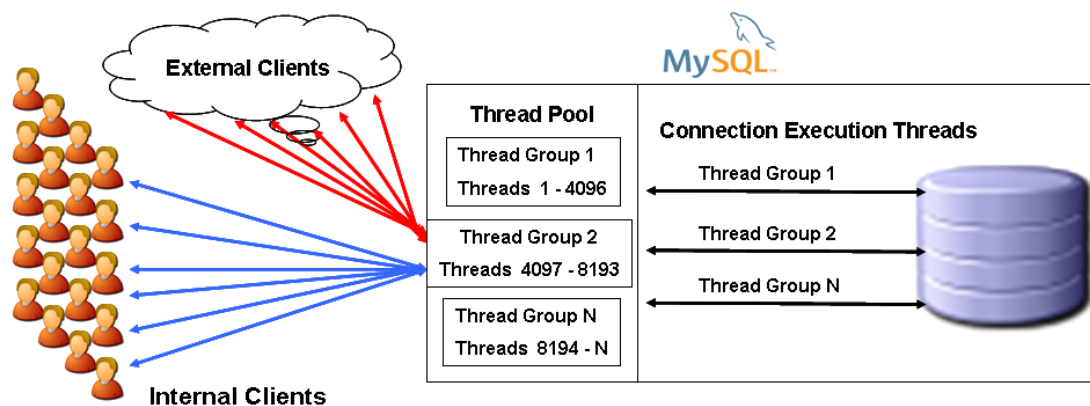 External Clients
Internal Clients
MySQL™
Thread Pool
Thread Group 1
Threads 1 - 4096
Thread Group 2
Threads 4097 - 8193
Thread Group N
Threads 8194 - N
Connection Execution Threads
Thread Group 1
Thread Group 2
Thread Group N